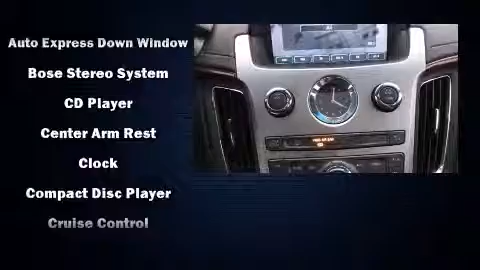 Auto Express Down Window
Bose Stereo System
CD Player
Center Arm Rest
Clock
Compact Disc Player
Cruise Control